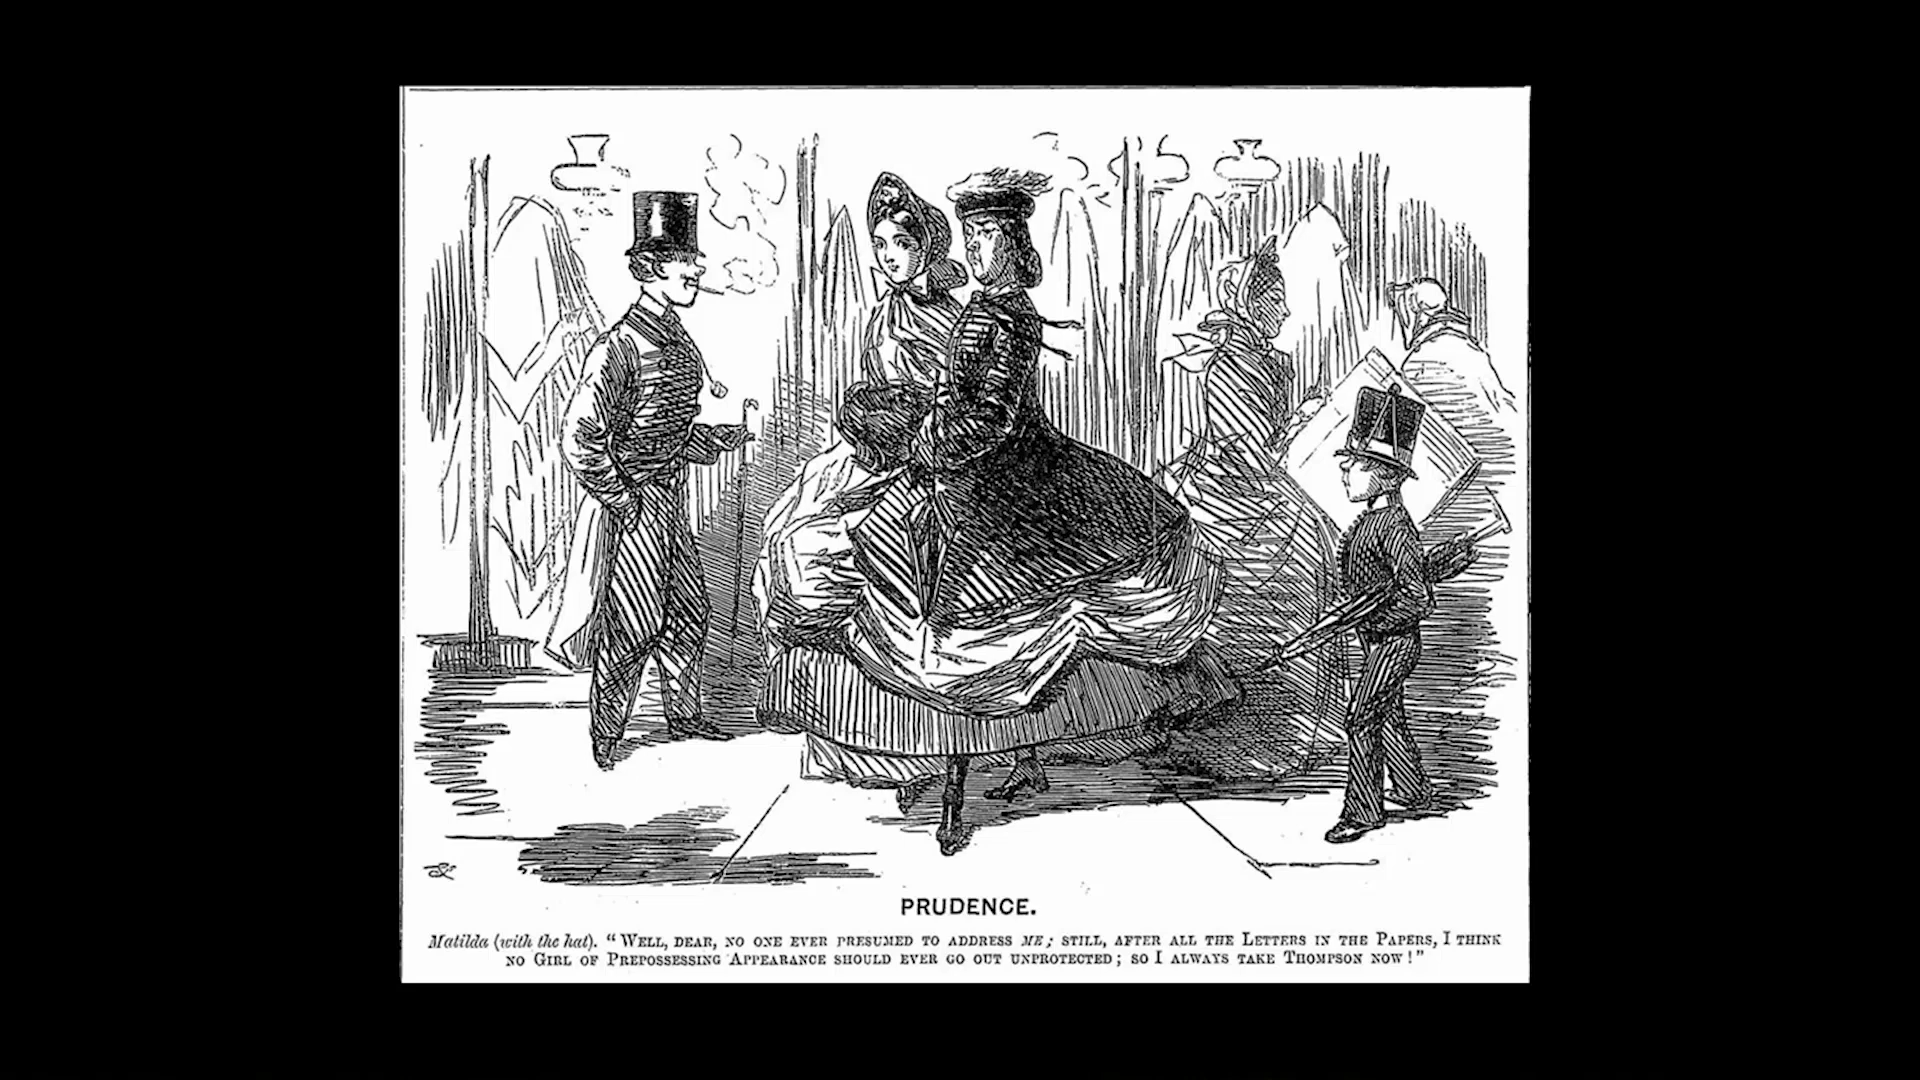 PRUDENCE.
Matilda (with the hat). "WELL, DEAR, NO ONE EVER PRESUMED TO ADDRESS ME; STILL, AFTER ALL THE LETTERS IN THE PAPERS, I THINK
NO GIRL OF PREPOSSESSING APPEARANCE SHOULD EVER GO OUT UNPROTECTED; SO I ALWAYS TAKE THOMPSON NOW!"